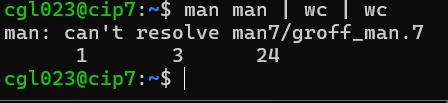 cgl023@cip7:~$ man man | wc | wc
man: can't resolve man7/groff_man.7
      1       3      24
cgl023@cip7:~$